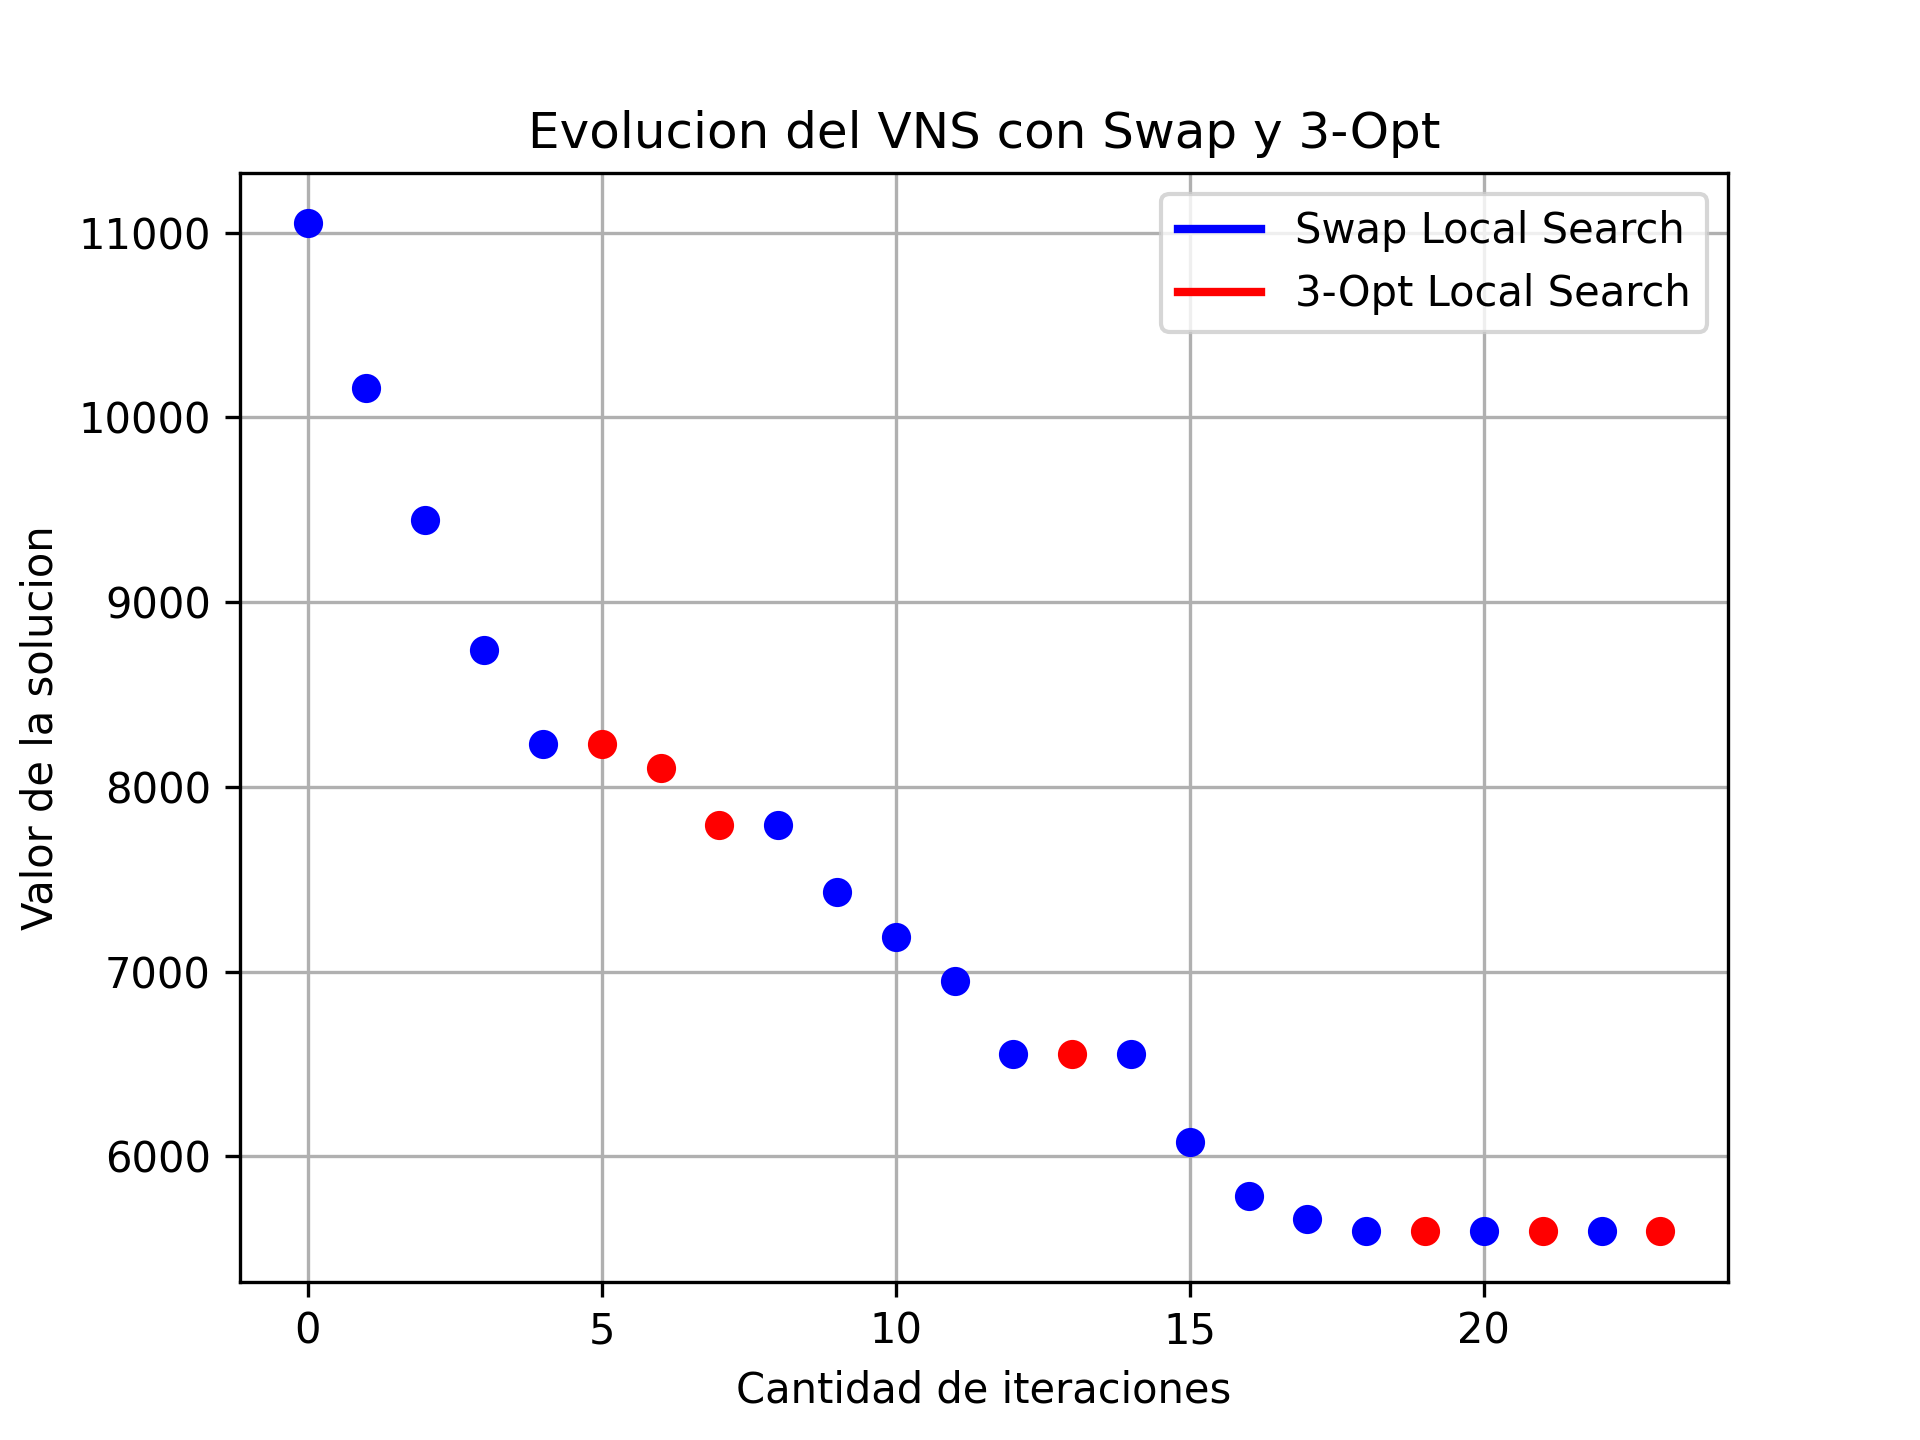 Evolucion del VNS con Swap y 3-Opt
Swap Local Search
3-Opt Local Search
Valor de la solucion
11000
10000
9000
8000
7000
6000
0 5 10 15 20
Cantidad de iteraciones